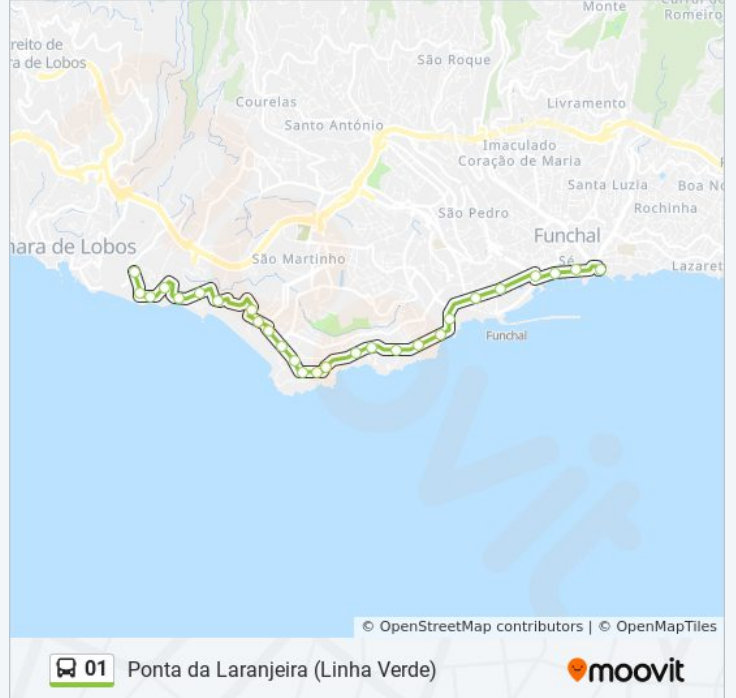 Monte
Curral dos
Romeiro
reito de
ra de Lobos
São Roque
Courelas
Livramento
Santo António
Imaculado
Coração de Maria
Santa Luzia
Boa No
Rochinha
São Pedro
Funchal
nara de Lobos
São Martinho
Sé
Lazaret
Funchal
© OpenStreetMap contributors | © OpenMapTiles
01 Ponta da Laranjeira (Linha Verde)
moovit